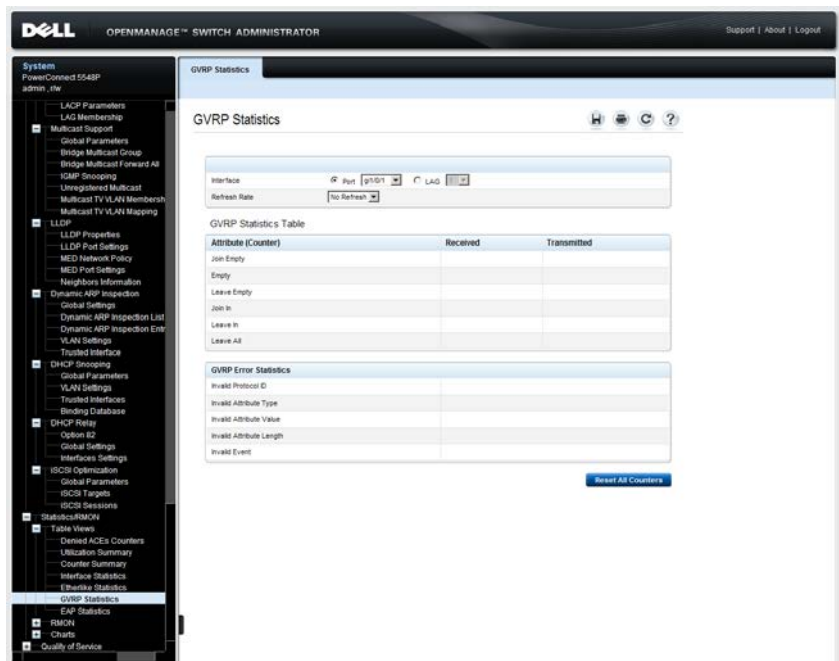 DELL
OPENMANAGE™ SWITCH ADMINISTRATOR
Support | About | Logout
System
PowerConnect 5548P
admin , r/w
LACP Parameters
LAG Membership
Multicast Support
Global Parameters
Bridge Multicast Group
Bridge Multicast Forward All
IGMP Snooping
Unregistered Multicast
Multicast TV VLAN Membersh
Multicast TV VLAN Mapping
LLDP
LLDP Properties
LLDP Port Settings
MED Network Policy
MED Port Settings
Neighbors Information
Dynamic ARP Inspection
Global Settings
Dynamic ARP Inspection List
Dynamic ARP Inspection Entr
VLAN Settings
Trusted Interface
DHCP Snooping
Global Parameters
VLAN Settings
Trusted Interfaces
Binding Database
DHCP Relay
Option 82
Global Settings
Interfaces Settings
iSCSI Optimization
Global Parameters
iSCSI Targets
iSCSI Sessions
Statistics/RMON
Table Views
Denied ACEs Counters
Utilization Summary
Counter Summary
Interface Statistics
Etherlike Statistics
GVRP Statistics
EAP Statistics
RMON
Charts
Quality of Service
GVRP Statistics
GVRP Statistics
?
Interface Port g1/0/1 LAG
Refresh Rate No Refresh
GVRP Statistics Table
Attribute (Counter) Received Transmitted
Join Empty
Empty
Leave Empty
Join In
Leave In
Leave All
GVRP Error Statistics
Invalid Protocol ID
Invalid Attribute Type
Invalid Attribute Value
Invalid Attribute Length
Invalid Event
Reset All Counters